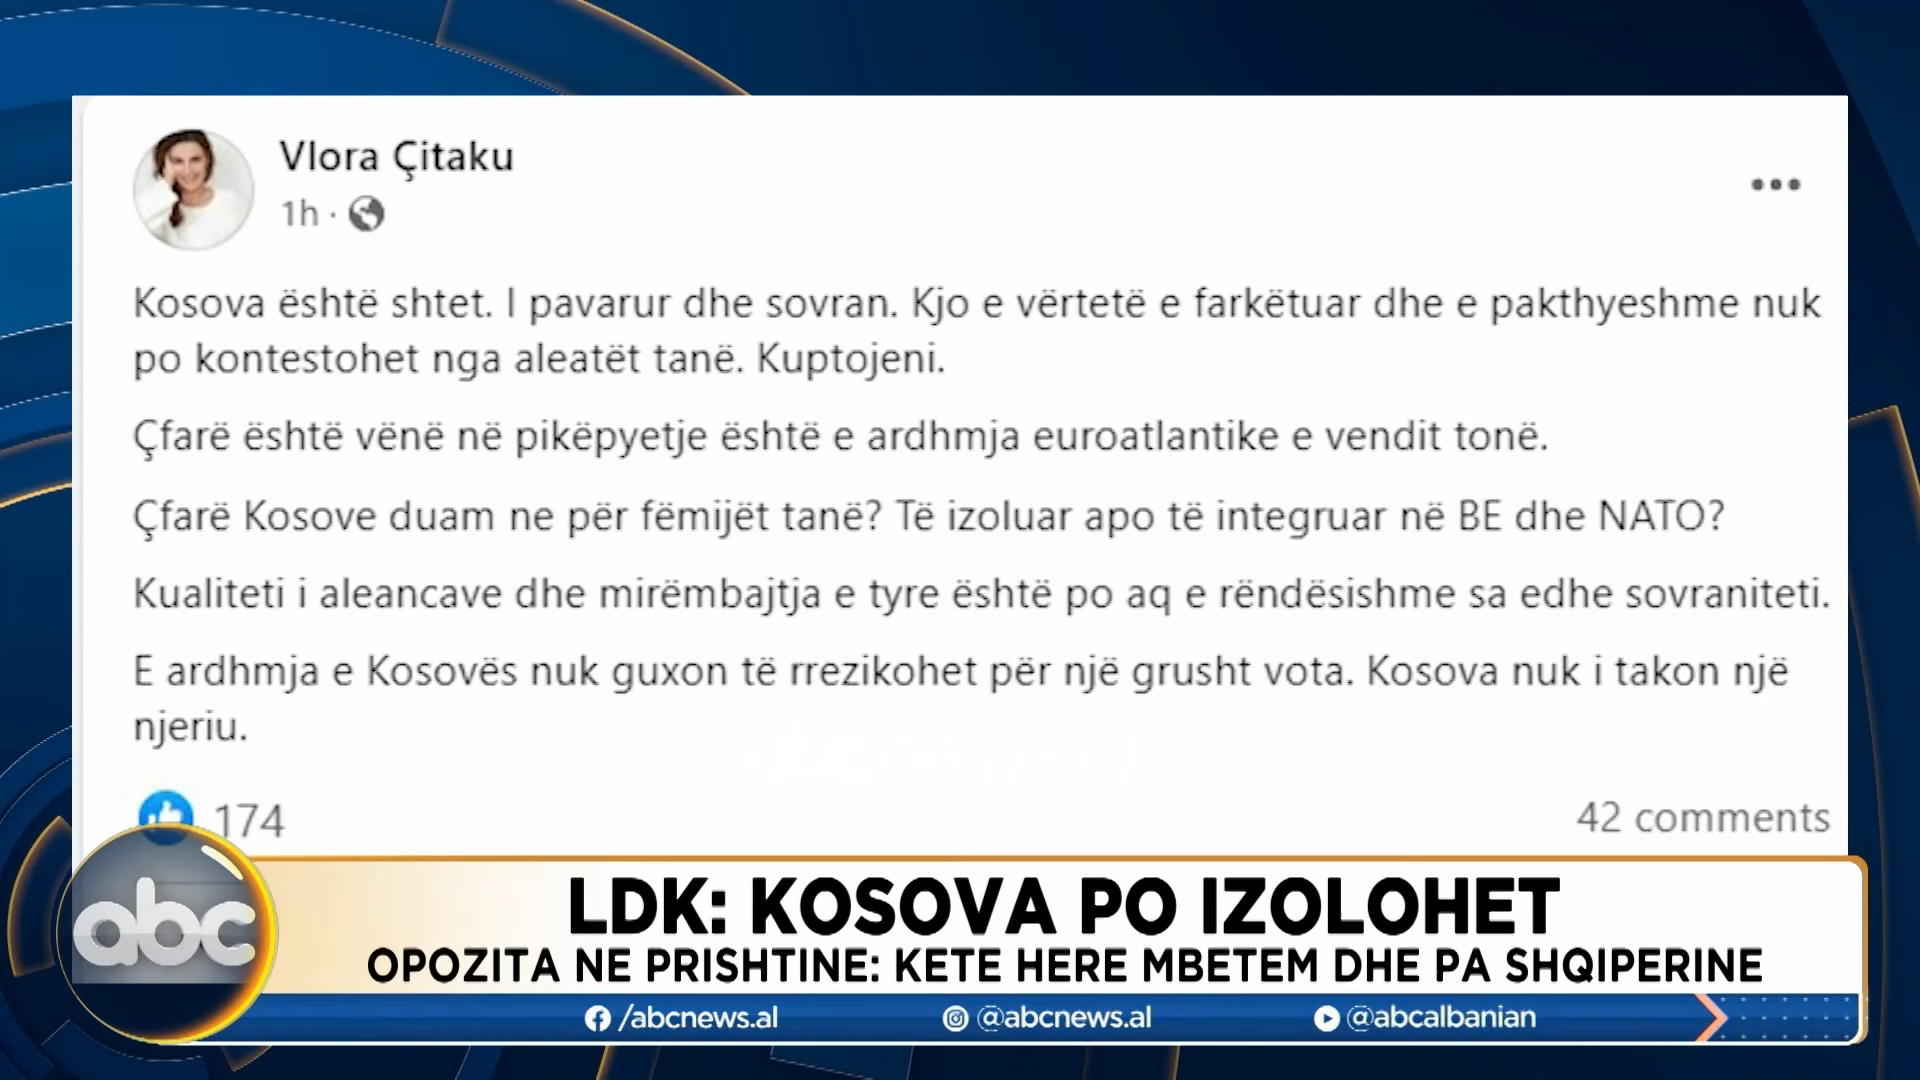 Vlora Çitaku
1h ·
Kosova është shtet. I pavarur dhe sovran. Kjo e vërtetë e farkëtuar dhe e pakthyeshme nuk
po kontestohet nga aleatët tanë. Kuptojeni.
Çfarë është vënë në pikëpyetje është e ardhmja euroatlantike e vendit tonë.
Çfarë Kosove duam ne për fëmijët tanë? Të izoluar apo të integruar në BE dhe NATO?
Kualiteti i aleancave dhe mirëmbajtja e tyre është po aq e rëndësishme sa edhe sovraniteti.
E ardhmja e Kosovës nuk guxon të rrezikohet për një grusht vota. Kosova nuk i takon një
njeriu.
174
42 comments
abc
LDK: KOSOVA PO IZOLOHET
OPOZITA NE PRISHTINE: KETE HERE MBETEM DHE PA SHQIPERINE
/abcnews.al
@abcnews.al
@abcalbanian